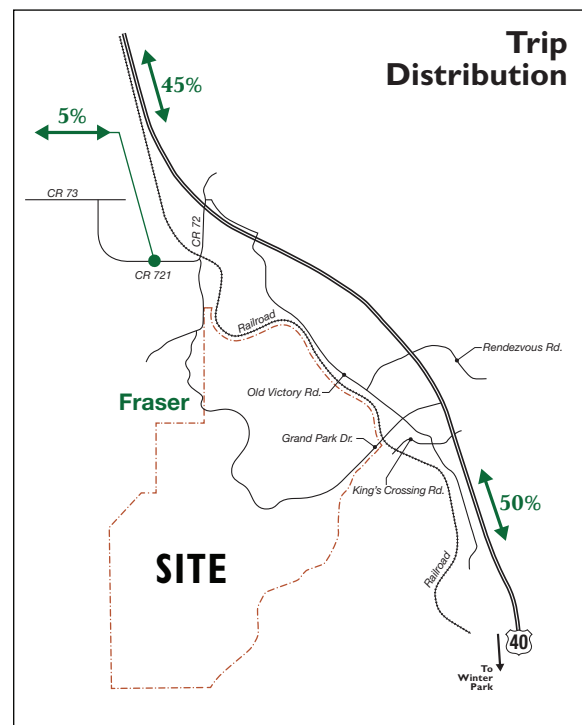 Trip
Distribution
45%
5%
CR 73
CR 72
CR 721
Railroad
Rendezvous Rd.
Old Victory Rd.
Fraser
Grand Park Dr.
King's Crossing Rd.
50%
SITE
Railroad
40
To
Winter
Park